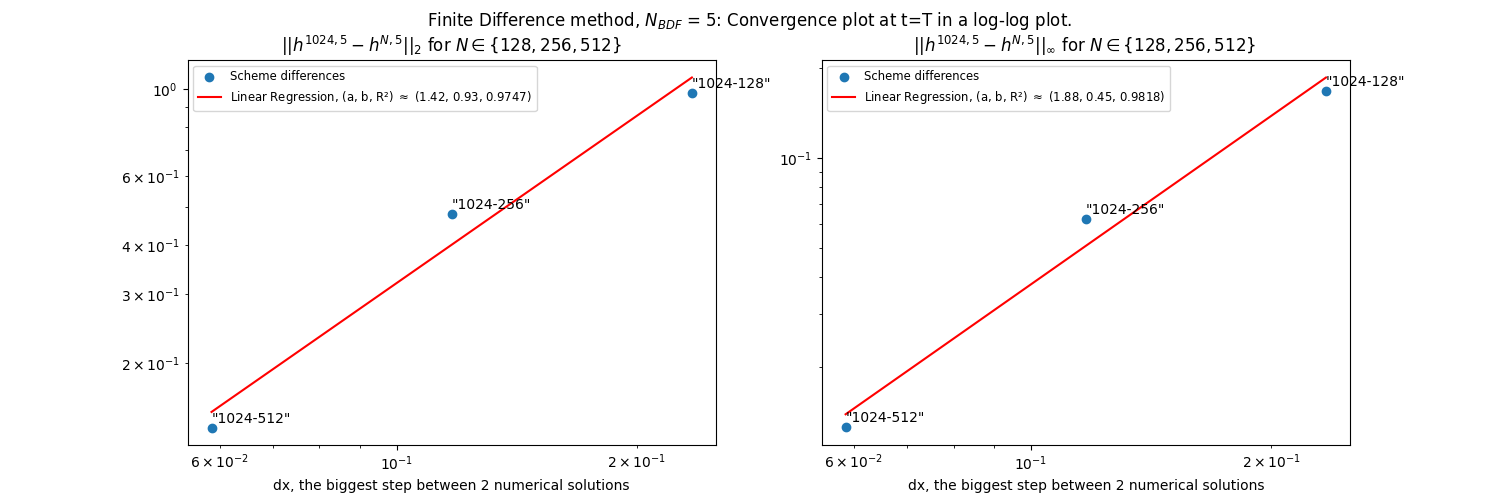 Finite Difference method, N_BDF = 5: Convergence plot at t=T in a log-log plot.
||h^{1024,5} − h^{N,5}||_2 for N ∈ {128, 256, 512}
Scheme differences
Linear Regression, (a, b, R²) ≈ (1.42, 0.93, 0.9747)
"1024-128"
"1024-256"
"1024-512"
10^0
6 × 10^{-1}
4 × 10^{-1}
3 × 10^{-1}
2 × 10^{-1}
6 × 10^{-2}
10^{-1}
2 × 10^{-1}
dx, the biggest step between 2 numerical solutions
||h^{1024,5} − h^{N,5}||_∞ for N ∈ {128, 256, 512}
Scheme differences
Linear Regression, (a, b, R²) ≈ (1.88, 0.45, 0.9818)
"1024-128"
"1024-256"
"1024-512"
10^{-1}
6 × 10^{-2}
10^{-1}
2 × 10^{-1}
dx, the biggest step between 2 numerical solutions